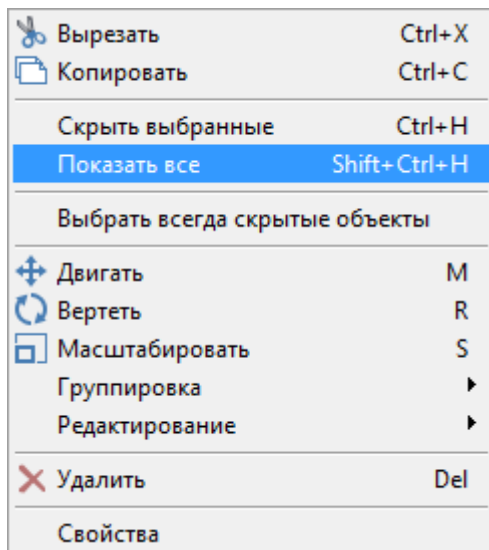 Вырезать Ctrl+X
Копировать Ctrl+C
Скрыть выбранные Ctrl+H
Показать все Shift+Ctrl+H
Выбрать всегда скрытые объекты
Двигать M
Вертеть R
Масштабировать S
Группировка
Редактирование
Удалить Del
Свойства